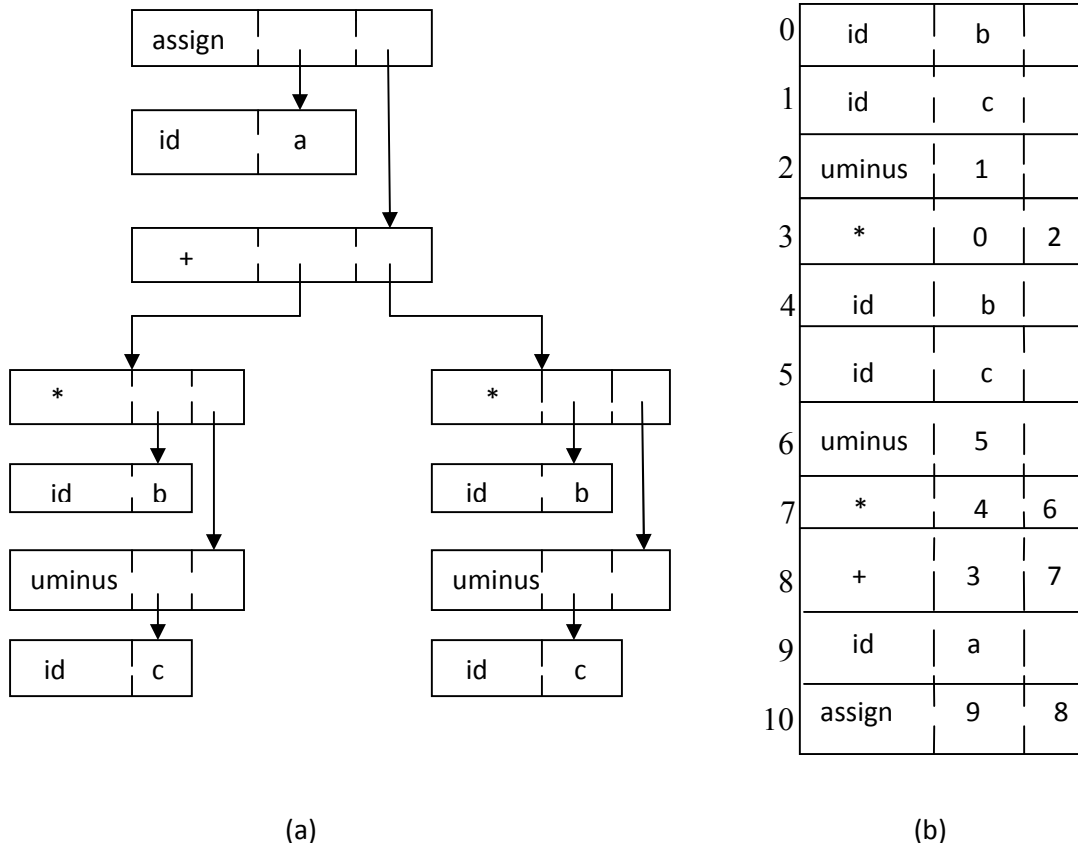 assign
id a
+
*
*
id b
id b
uminus
uminus
id c
id c
(a)
0 id b
1 id c
2 uminus 1
3 * 0 2
4 id b
5 id c
6 uminus 5
7 * 4 6
8 + 3 7
9 id a
10 assign 9 8
(b)